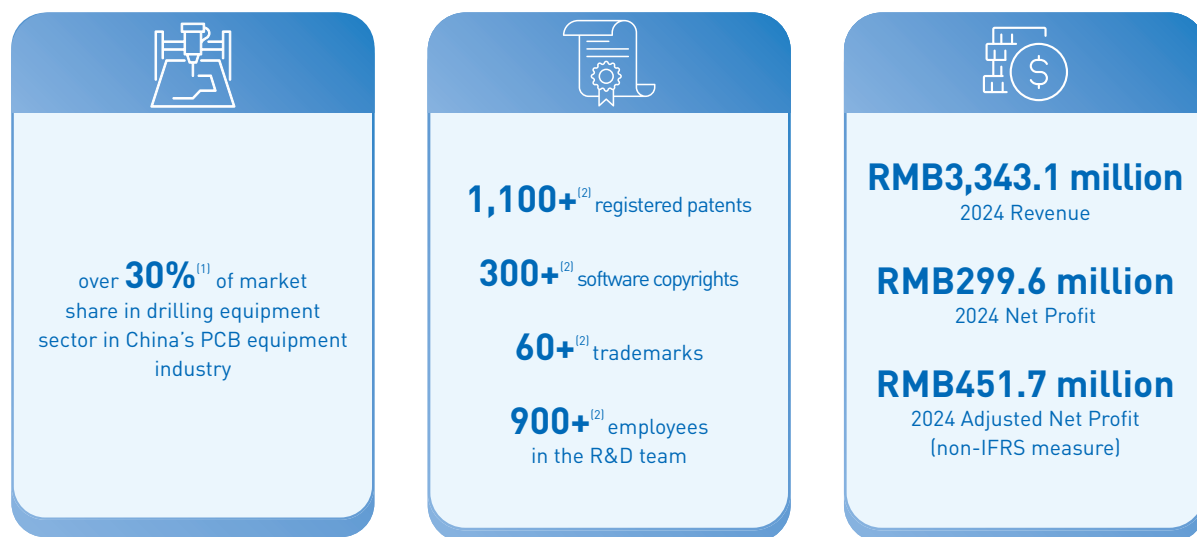 over 30%(1) of market
share in drilling equipment
sector in China's PCB equipment
industry
1,100+(2) registered patents
300+(2) software copyrights
60+(2) trademarks
900+(2) employees
in the R&D team
$
RMB3,343.1 million
2024 Revenue
RMB299.6 million
2024 Net Profit
RMB451.7 million
2024 Adjusted Net Profit
(non-IFRS measure)